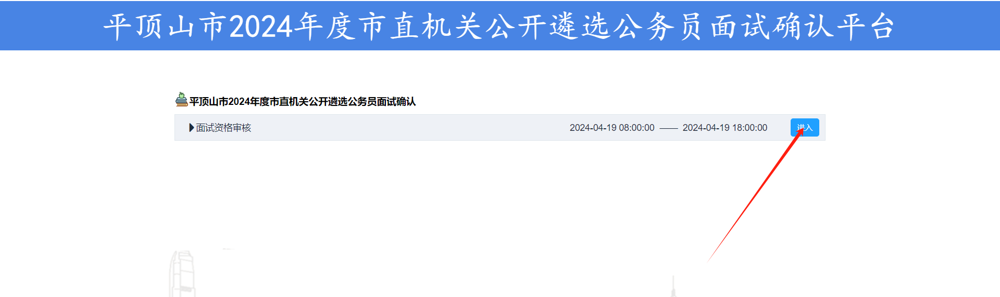 平顶山市2024年度市直机关公开遴选公务员面试确认平台
平顶山市2024年度市直机关公开遴选公务员面试确认
面试资格审核 2024-04-19 08:00:00 —— 2024-04-19 18:00:00 进入